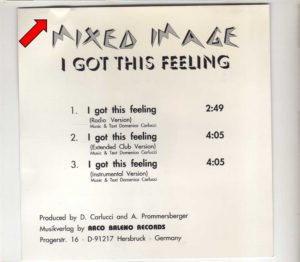 MIXED IMAGE
I GOT THIS FEELING
1. I got this feeling 2:49
(Radio Version)
Music & Text Domenico Carlucci
2. I got this feeling 4:05
(Extended Club Version)
Music & Text Domenico Carlucci
3. I got this feeling 4:05
(Instrumental Version)
Music & Text Domenico Carlucci
Produced by D. Carlucci and A. Prommersberger
Musikverlag by ARCO BALENO RECORDS
Pragerstr. 16 · D-91217 Hersbruck · Germany